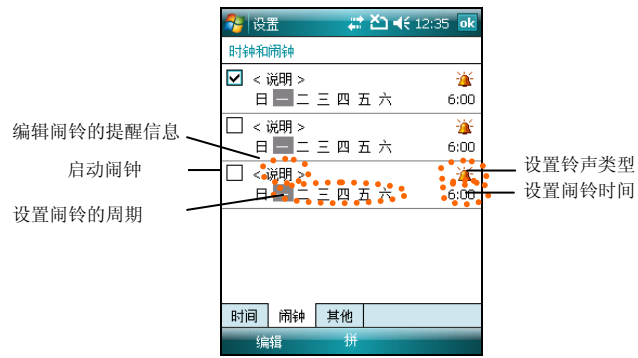 设置 12:35 ok
时钟和闹钟
< 说明 >
日 一 二 三 四 五 六 6:00
< 说明 >
日 一 二 三 四 五 六 6:00
< 说明 >
日 一 二 三 四 五 六 6:00
编辑闹铃的提醒信息
启动闹钟
设置闹铃的周期
设置铃声类型
设置闹铃时间
时间 闹钟 其他
编辑 拼